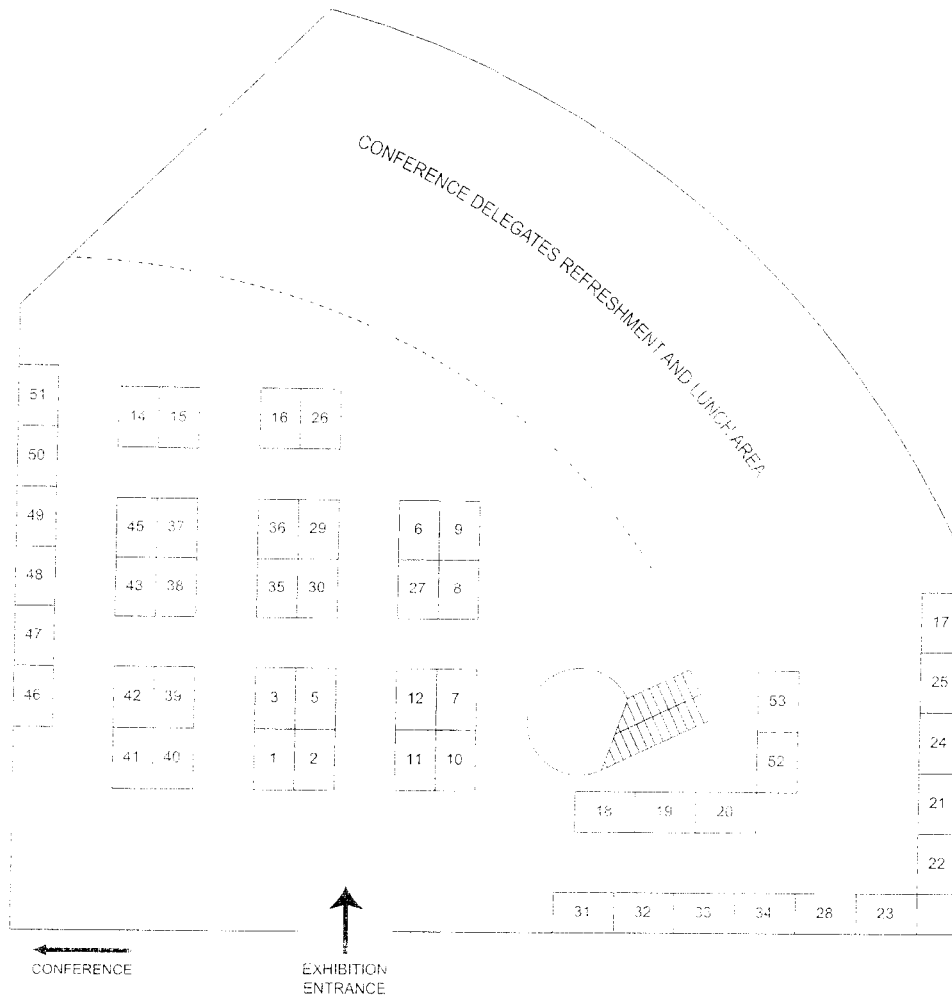 CONFERENCE DELEGATES REFRESHMENT AND LUNCH AREA
51
14 15 16 26
50
49 45 37 36 29 6 9
48 43 38 35 30 27 8
47
17
46 42 39 3 5 12 7 53 25
41 40 1 2 11 10 52 24
18 19 20 21
22
31 32 33 34 28 23
CONFERENCE
EXHIBITION
ENTRANCE